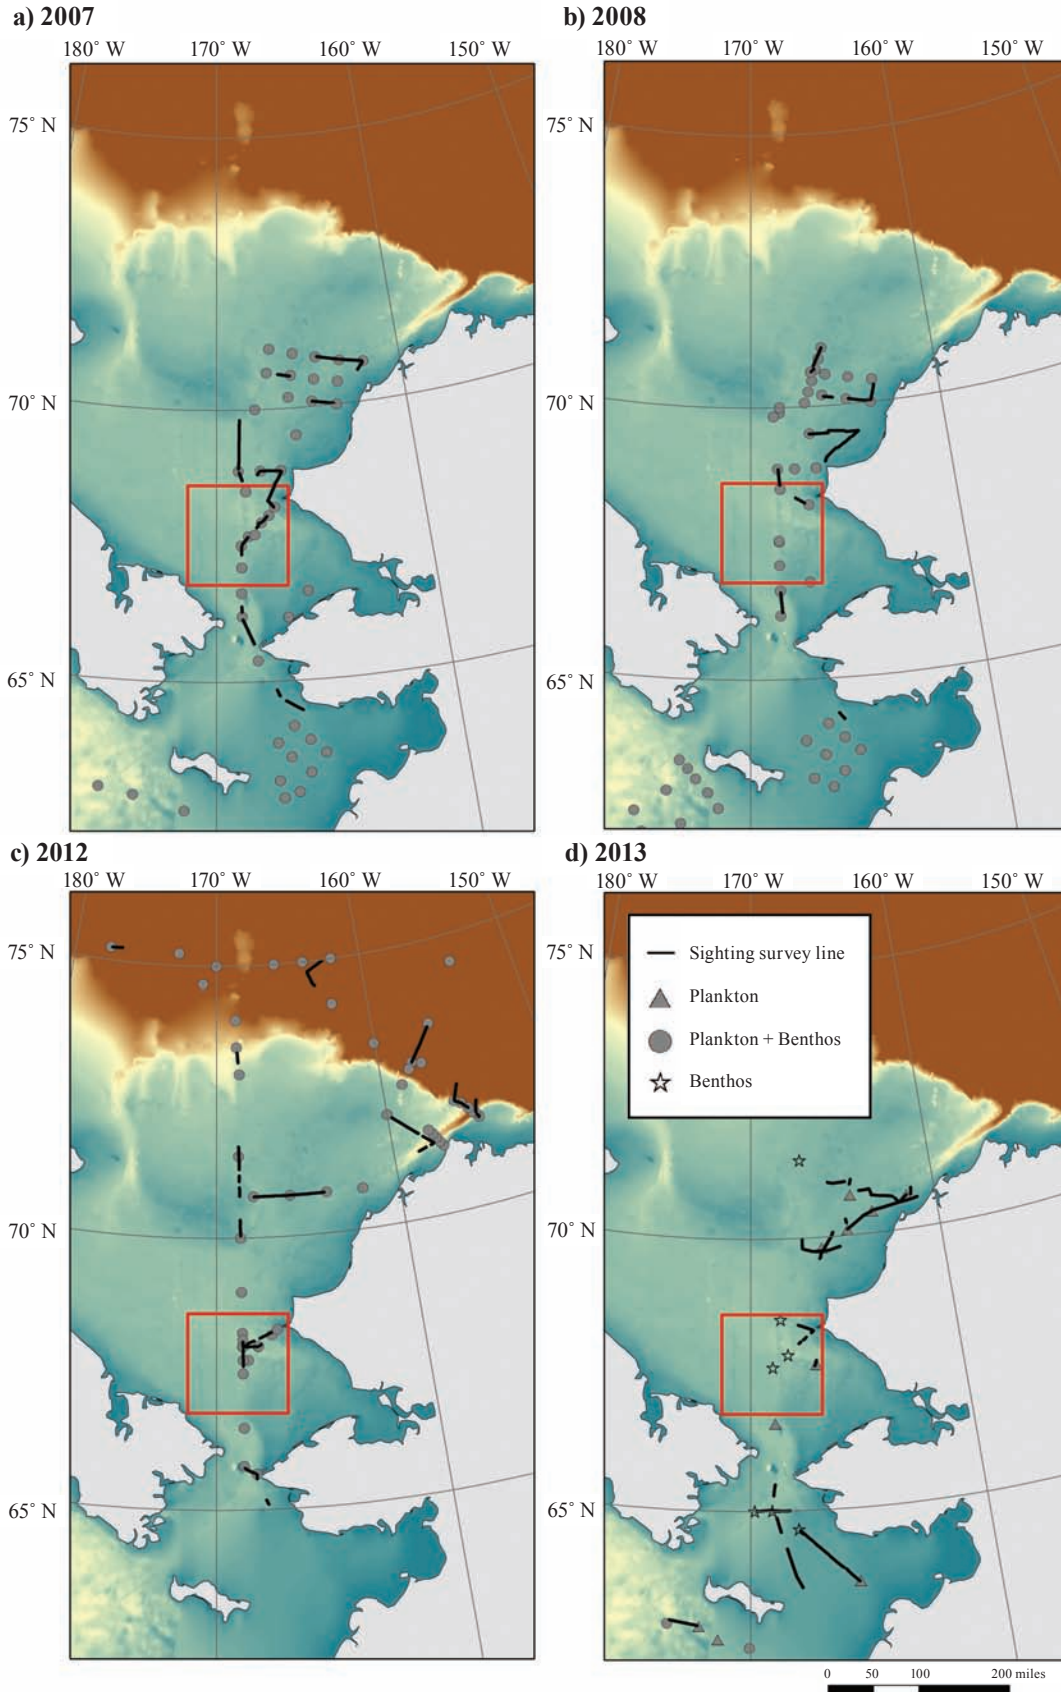 a) 2007
180° W 170° W 160° W 150° W
75° N
70° N
65° N
b) 2008
180° W 170° W 160° W 150° W
75° N
70° N
65° N
c) 2012
180° W 170° W 160° W 150° W
75° N
70° N
65° N
d) 2013
180° W 170° W 160° W 150° W
75° N
70° N
65° N
Sighting survey line
Plankton
Plankton + Benthos
Benthos
0 50 100 200 miles